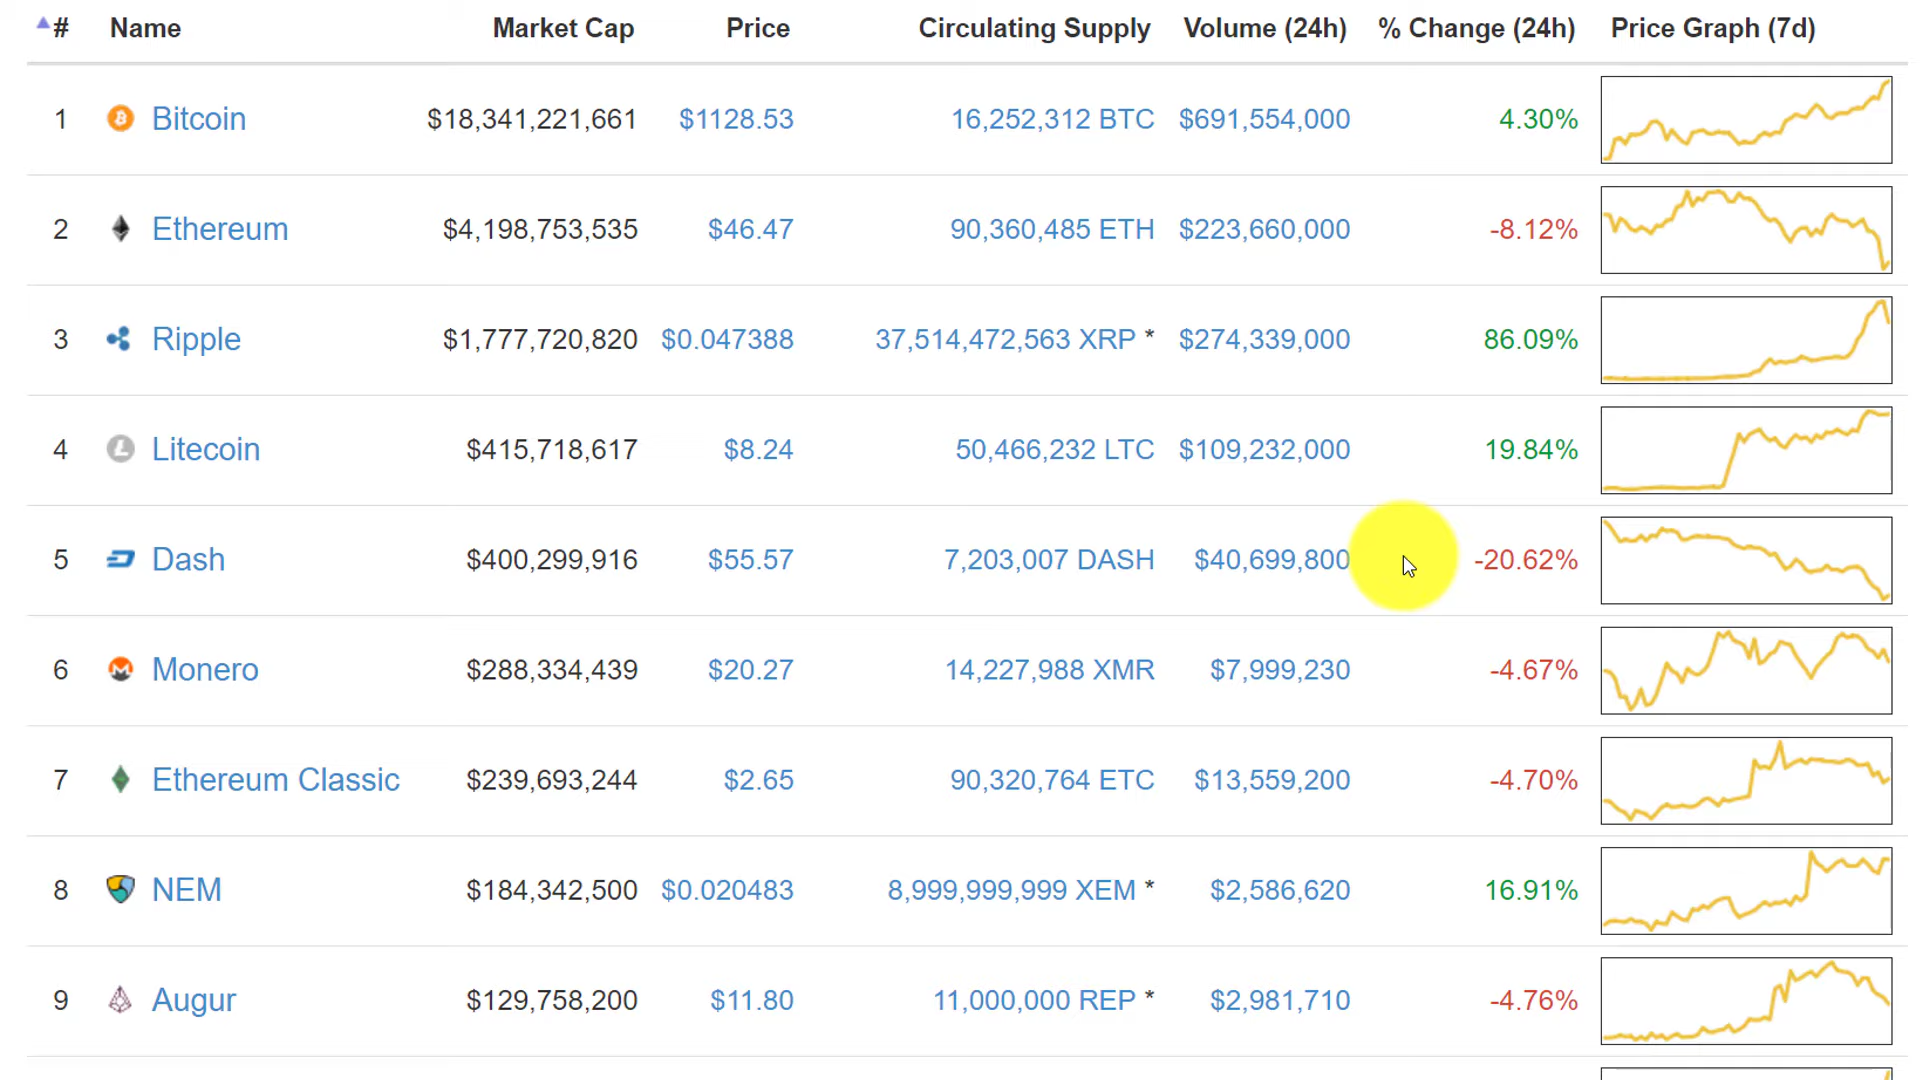 # Name Market Cap Price Circulating Supply Volume (24h) % Change (24h) Price Graph (7d)
1 Bitcoin $18,341,221,661 $1128.53 16,252,312 BTC $691,554,000 4.30%
2 Ethereum $4,198,753,535 $46.47 90,360,485 ETH $223,660,000 -8.12%
3 Ripple $1,777,720,820 $0.047388 37,514,472,563 XRP * $274,339,000 86.09%
4 Litecoin $415,718,617 $8.24 50,466,232 LTC $109,232,000 19.84%
5 Dash $400,299,916 $55.57 7,203,007 DASH $40,699,800 -20.62%
6 Monero $288,334,439 $20.27 14,227,988 XMR $7,999,230 -4.67%
7 Ethereum Classic $239,693,244 $2.65 90,320,764 ETC $13,559,200 -4.70%
8 NEM $184,342,500 $0.020483 8,999,999,999 XEM * $2,586,620 16.91%
9 Augur $129,758,200 $11.80 11,000,000 REP * $2,981,710 -4.76%